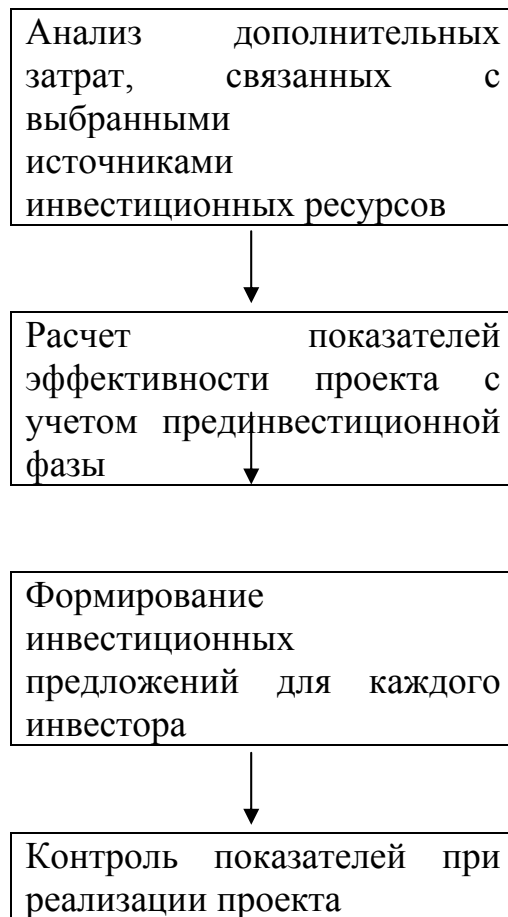 Анализ дополнительных
затрат, связанных с
выбранными
источниками
инвестиционных ресурсов
Расчет показателей
эффективности проекта с
учетом прединвестиционной
фазы
Формирование
инвестиционных
предложений для каждого
инвестора
Контроль показателей при
реализации проекта